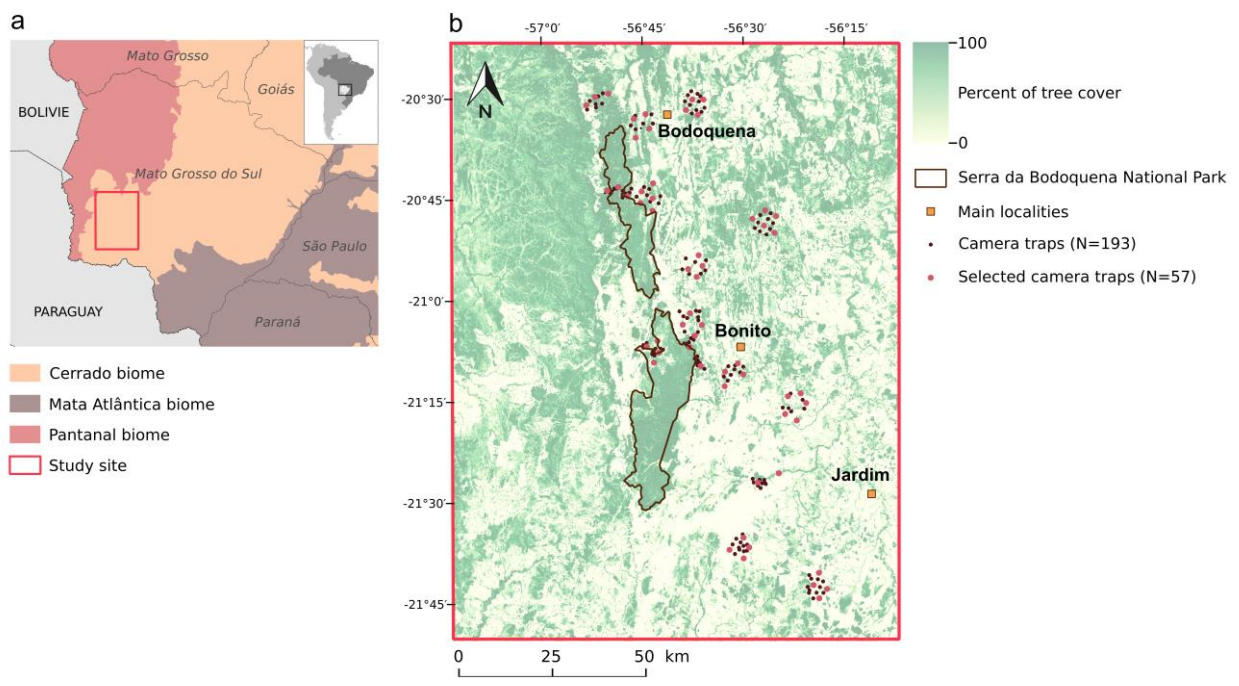 a
Mato Grosso
Goiás
BOLIVIE
Mato Grosso do Sul
São Paulo
PARAGUAY
Paraná
Cerrado biome
Mata Atlântica biome
Pantanal biome
Study site
b
-57°0′
-56°45′
-56°30′
-56°15′
-20°30′
-20°45′
-21°0′
-21°15′
-21°30′
-21°45′
N
Bodoquena
Bonito
Jardim
0 25 50 km
100
Percent of tree cover
0
Serra da Bodoquena National Park
Main localities
Camera traps (N=193)
Selected camera traps (N=57)